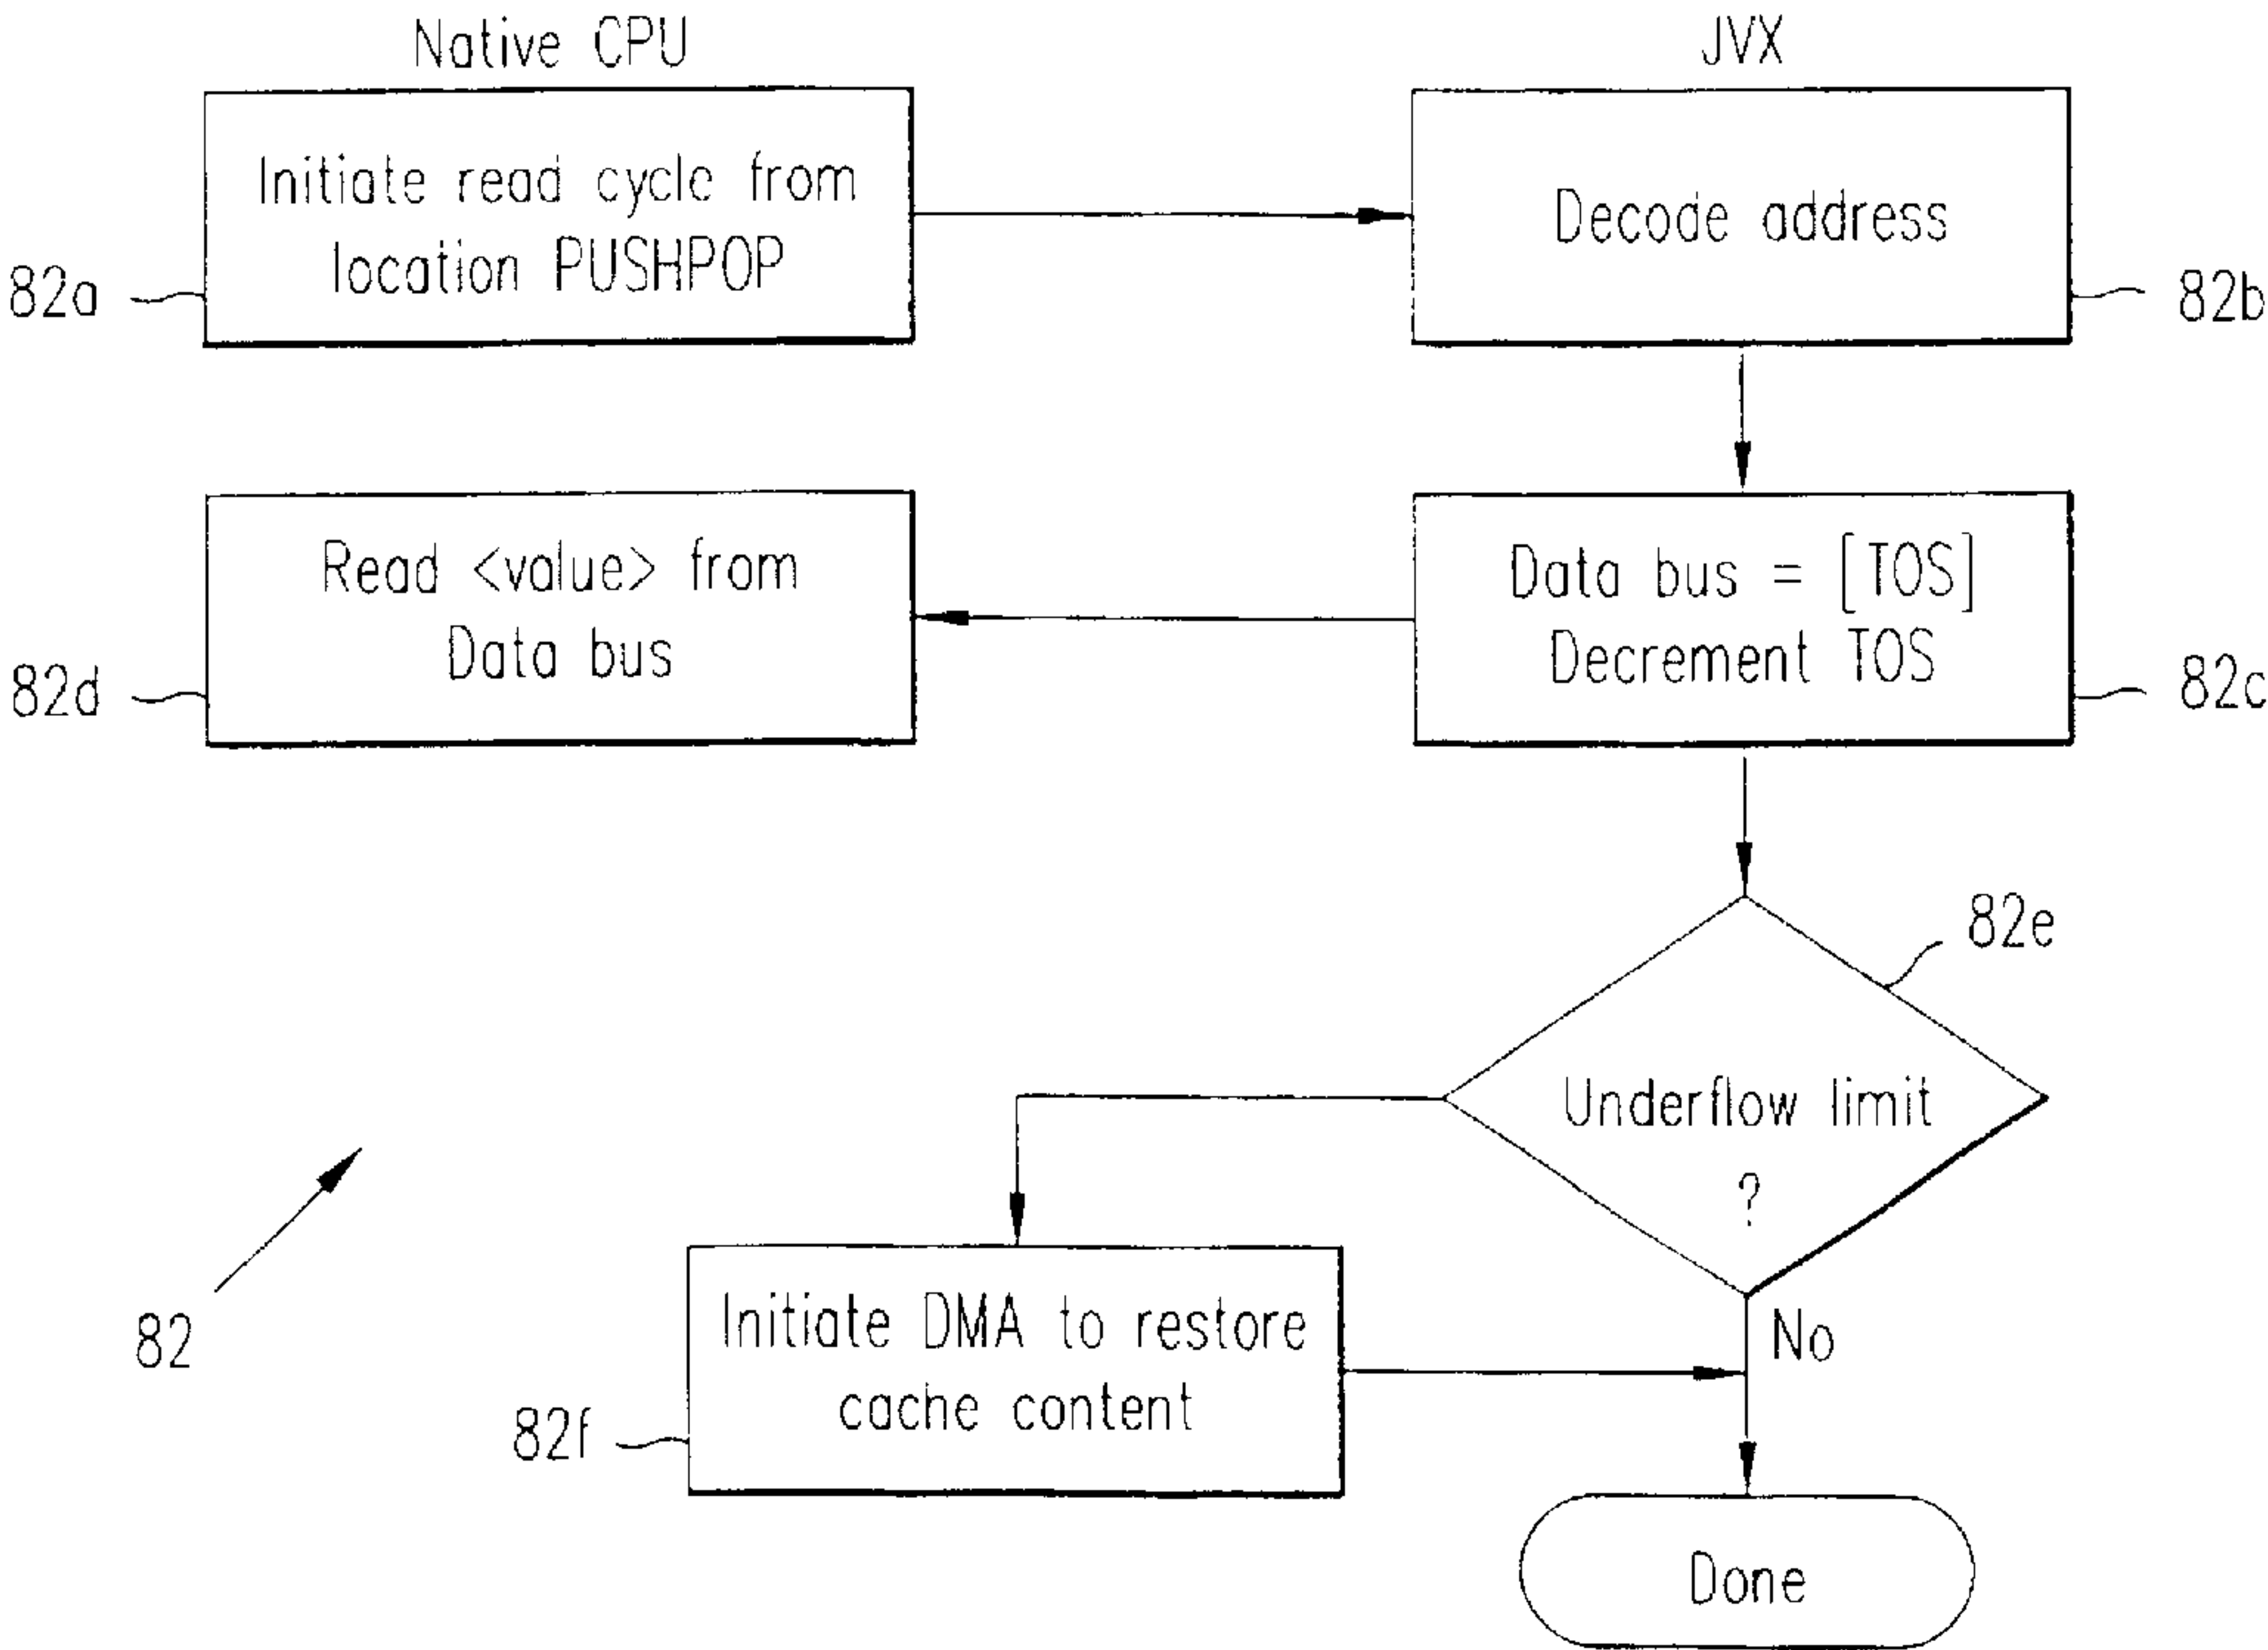 Native CPU
JVX
Initiate read cycle from
location PUSHPOP
82a
Decode address
82b
Read <value> from
Data bus
82d
Data bus = [TOS]
Decrement TOS
82c
82e
Underflow limit
?
82
Initiate DMA to restore
cache content
82f
No
Done